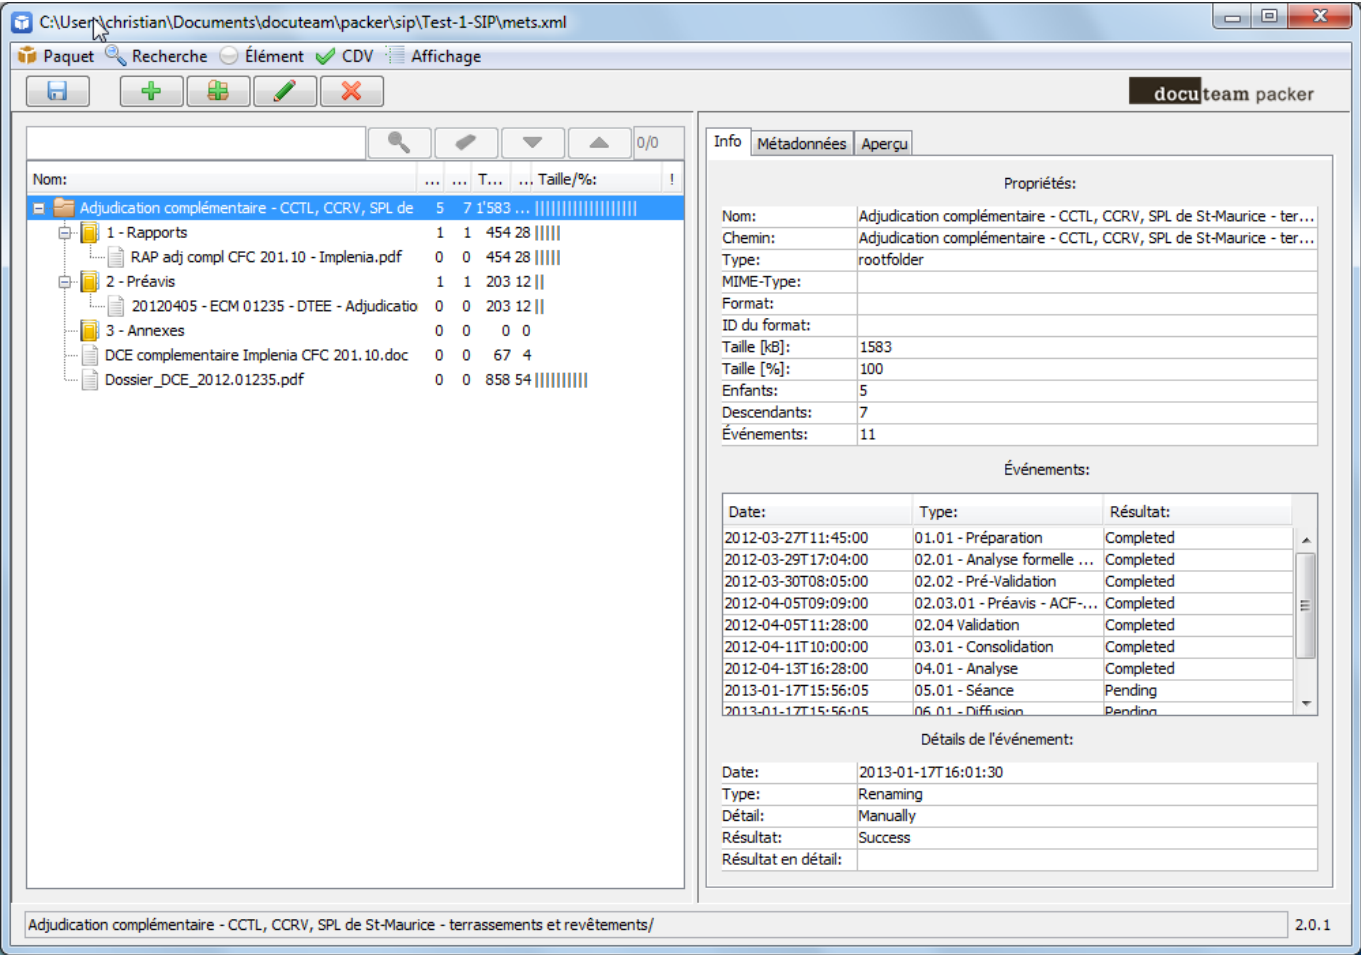 C:\Users\christian\Documents\docuteam\packer\sip\Test-1-SIP\mets.xml
Paquet Recherche Élément CDV Affichage
docuteam packer
0/0
Nom: ... ... T... ... Taille/%: !
Adjudication complémentaire - CCTL, CCRV, SPL de 5 7 1'583 ...
1 - Rapports 1 1 454 28
RAP adj compl CFC 201.10 - Implenia.pdf 0 0 454 28
2 - Préavis 1 1 203 12
20120405 - ECM 01235 - DTEE - Adjudicatio 0 0 203 12
3 - Annexes 0 0 0 0
DCE complementaire Implenia CFC 201.10.doc 0 0 67 4
Dossier_DCE_2012.01235.pdf 0 0 858 54
Info Métadonnées Aperçu
Propriétés:
Nom: Adjudication complémentaire - CCTL, CCRV, SPL de St-Maurice - ter...
Chemin: Adjudication complémentaire - CCTL, CCRV, SPL de St-Maurice - ter...
Type: rootfolder
MIME-Type:
Format:
ID du format:
Taille [kB]: 1583
Taille [%]: 100
Enfants: 5
Descendants: 7
Événements: 11
Événements:
Date: Type: Résultat:
2012-03-27T11:45:00 01.01 - Préparation Completed
2012-03-29T17:04:00 02.01 - Analyse formelle ... Completed
2012-03-30T08:05:00 02.02 - Pré-Validation Completed
2012-04-05T09:09:00 02.03.01 - Préavis - ACF-... Completed
2012-04-05T11:28:00 02.04 Validation Completed
2012-04-11T10:00:00 03.01 - Consolidation Completed
2012-04-13T16:28:00 04.01 - Analyse Completed
2013-01-17T15:56:05 05.01 - Séance Pending
2013-01-17T15:56:05 06.01 - Diffusion Pending
Détails de l'événement:
Date: 2013-01-17T16:01:30
Type: Renaming
Détail: Manually
Résultat: Success
Résultat en détail:
Adjudication complémentaire - CCTL, CCRV, SPL de St-Maurice - terrassements et revêtements/
2.0.1